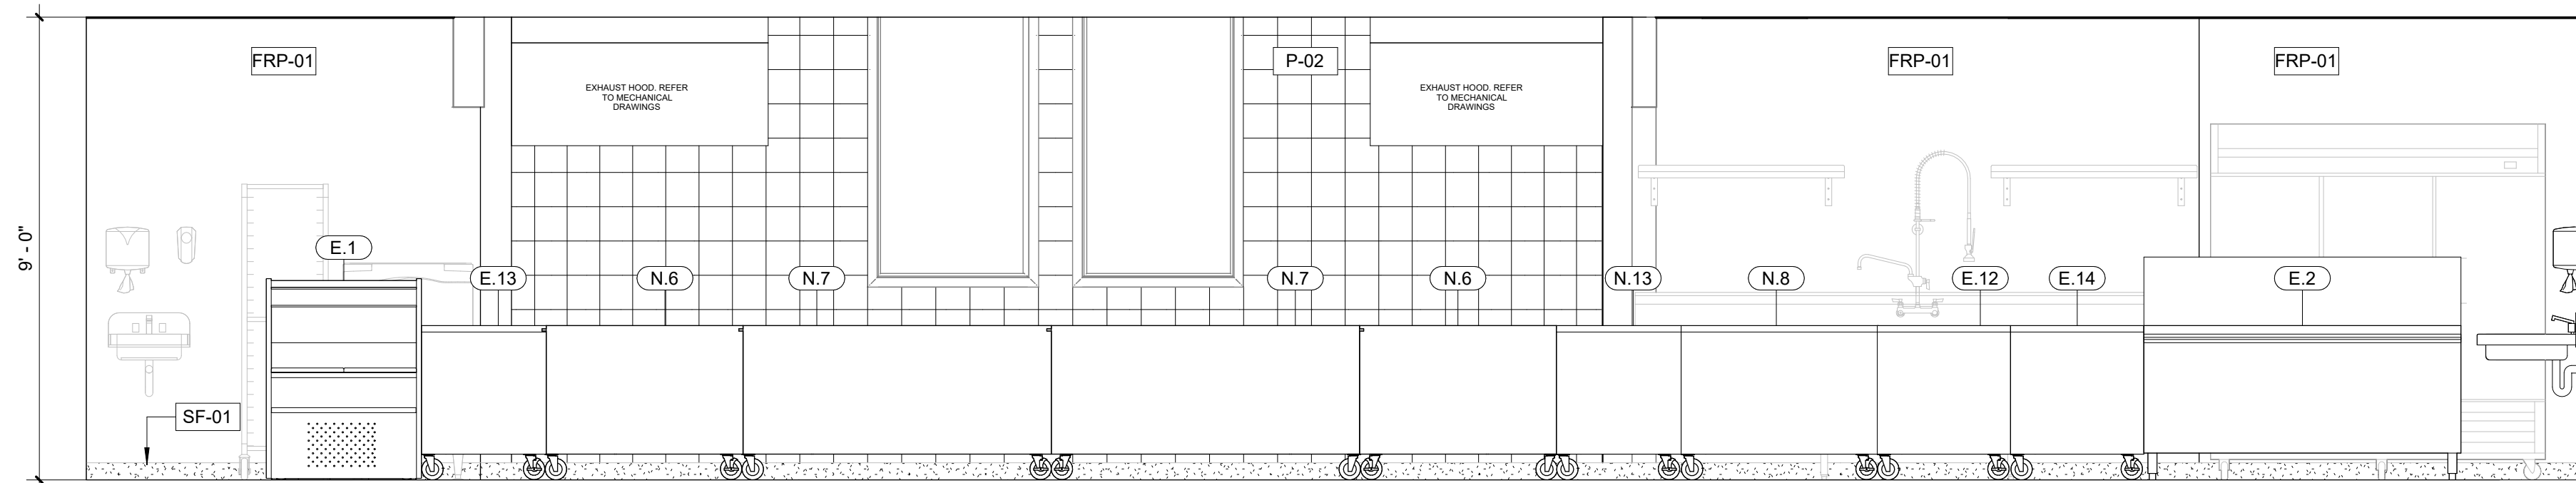 FRP-01
P-02
FRP-01
FRP-01
EXHAUST HOOD. REFER
TO MECHANICAL
DRAWINGS
EXHAUST HOOD. REFER
TO MECHANICAL
DRAWINGS
9' - 0"
E.1
E.13
N.6
N.7
N.7
N.6
N.13
N.8
E.12
E.14
E.2
SF-01